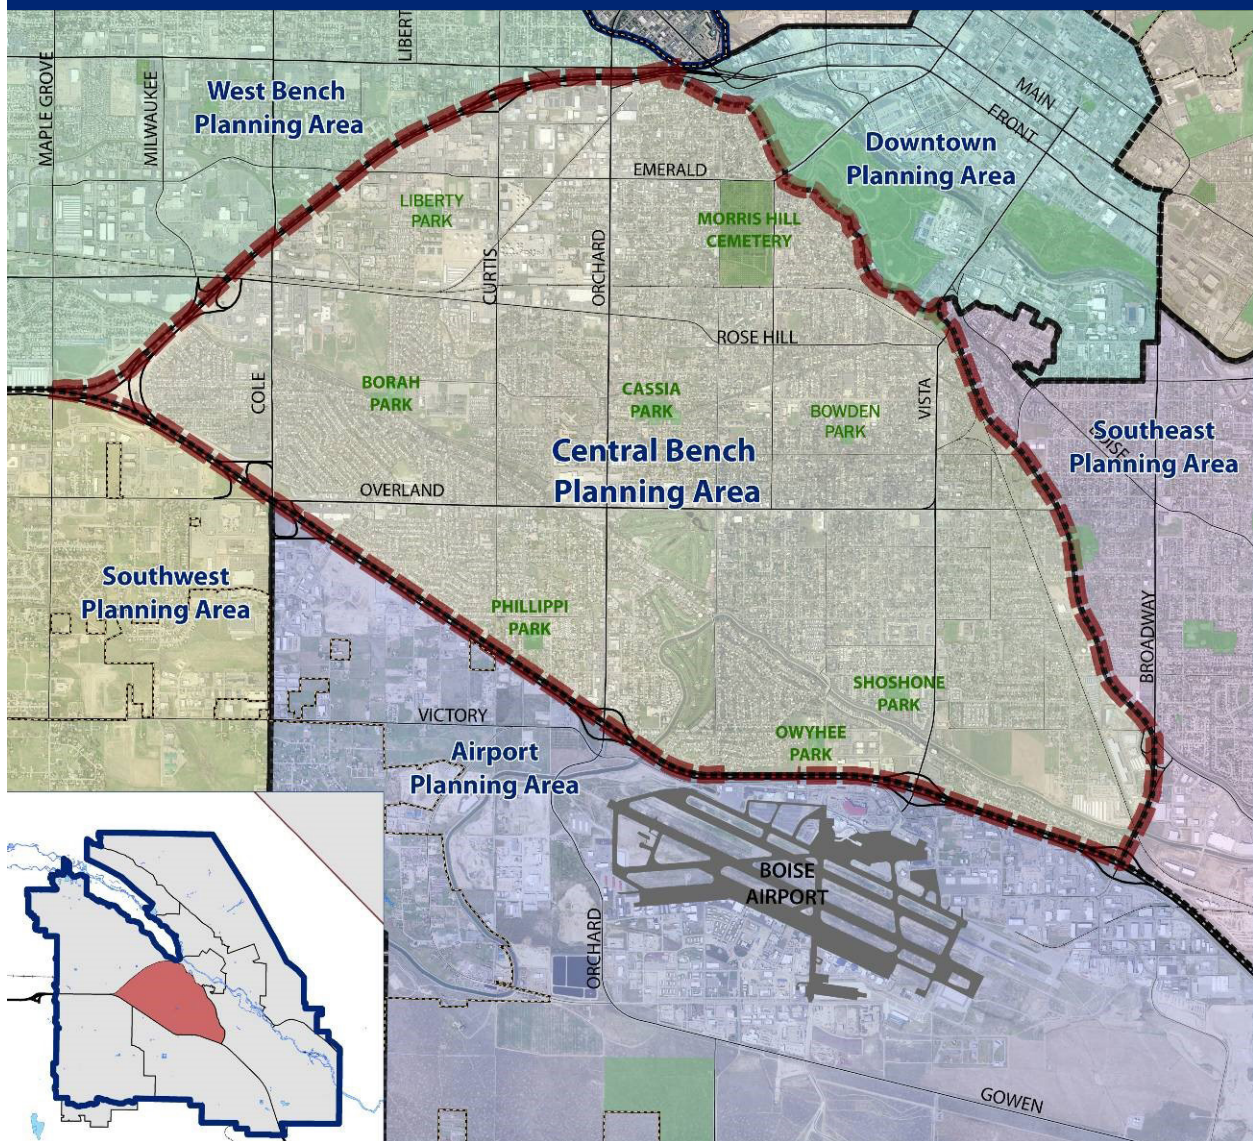 LIBERT
MAPLE GROVE
MILWAUKEE
West Bench
Planning Area
MAIN
FRONT
Downtown
Planning Area
EMERALD
LIBERTY
PARK
MORRIS HILL
CEMETERY
CURTIS
ORCHARD
ROSE HILL
COLE
BORAH
PARK
CASSIA
PARK
BOWDEN
PARK
VISTA
Central Bench
Planning Area
Southeast
Planning Area
OVERLAND
Southwest
Planning Area
PHILLIPPI
PARK
BROADWAY
SHOSHONE
PARK
VICTORY
OWYHEE
PARK
Airport
Planning Area
BOISE
AIRPORT
ORCHARD
GOWEN